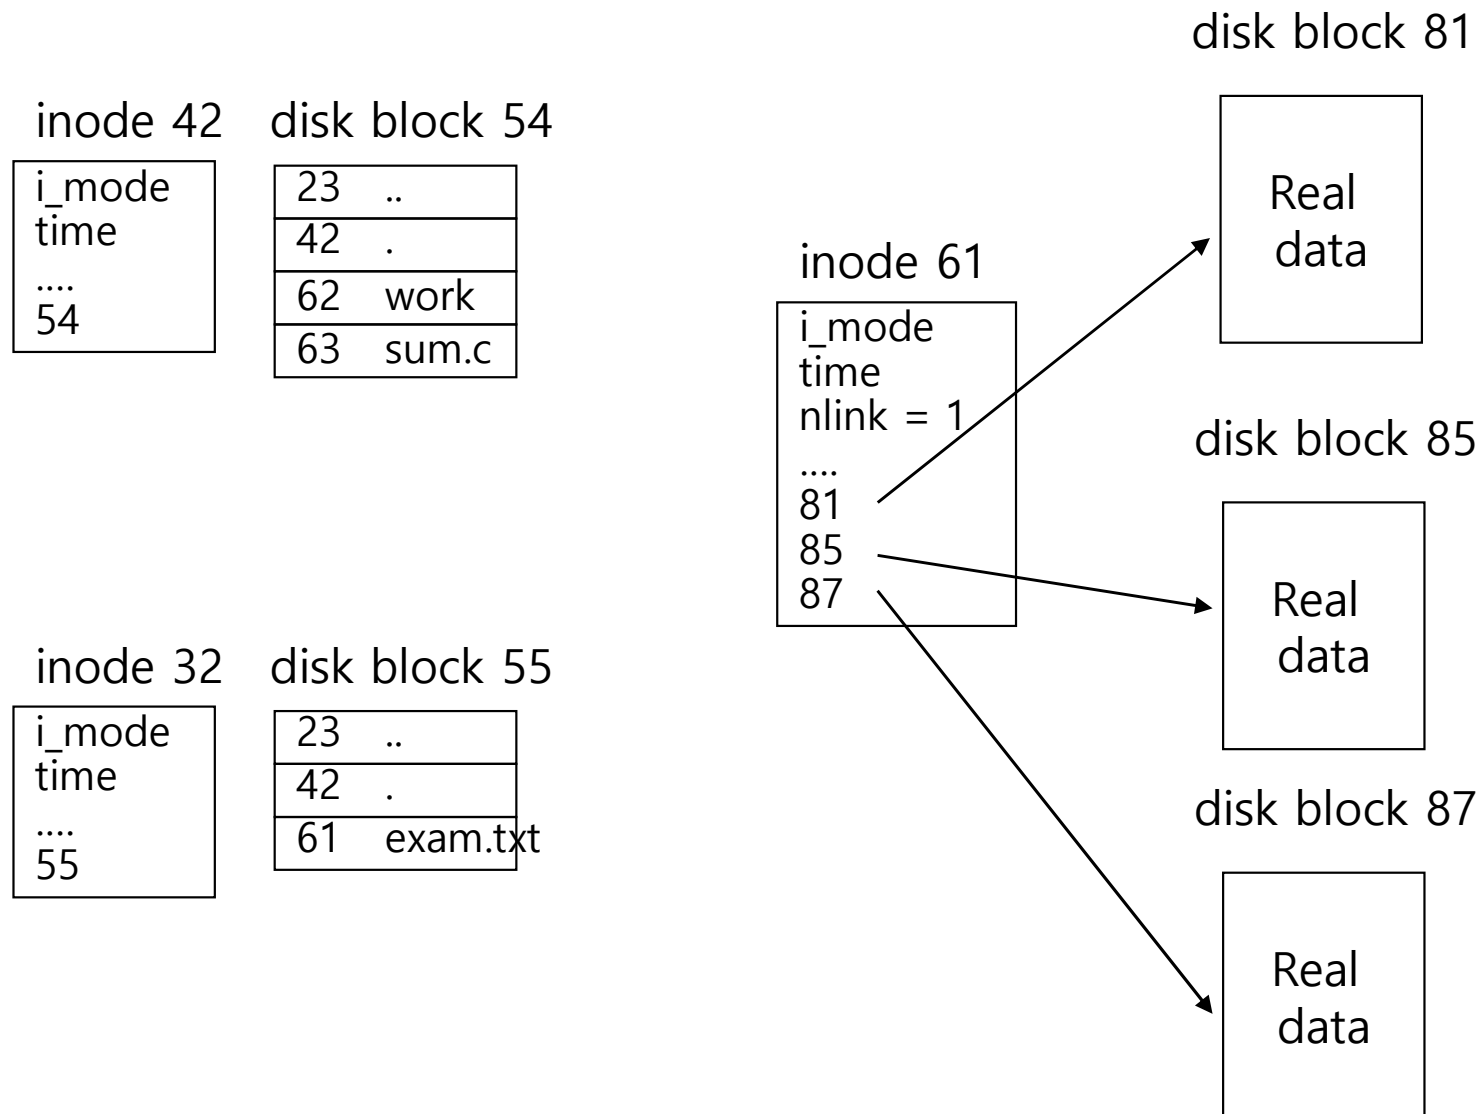 disk block 81
inode 42 disk block 54
i_mode
time
....
54
23 ..
42 .
62 work
63 sum.c
Real
data
inode 61
i_mode
time
nlink = 1
....
81
85
87
disk block 85
Real
data
inode 32 disk block 55
i_mode
time
....
55
23 ..
42 .
61 exam.txt
disk block 87
Real
data